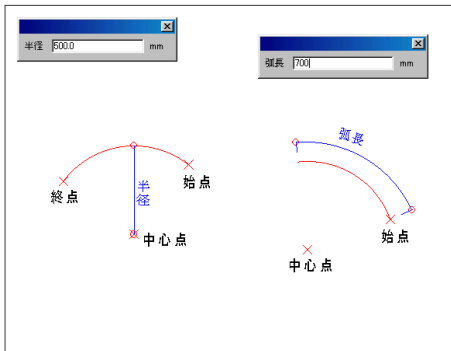 半径 500.0 mm
弧長 700 mm
弧長
半径
始点
終点
中心点
始点
中心点